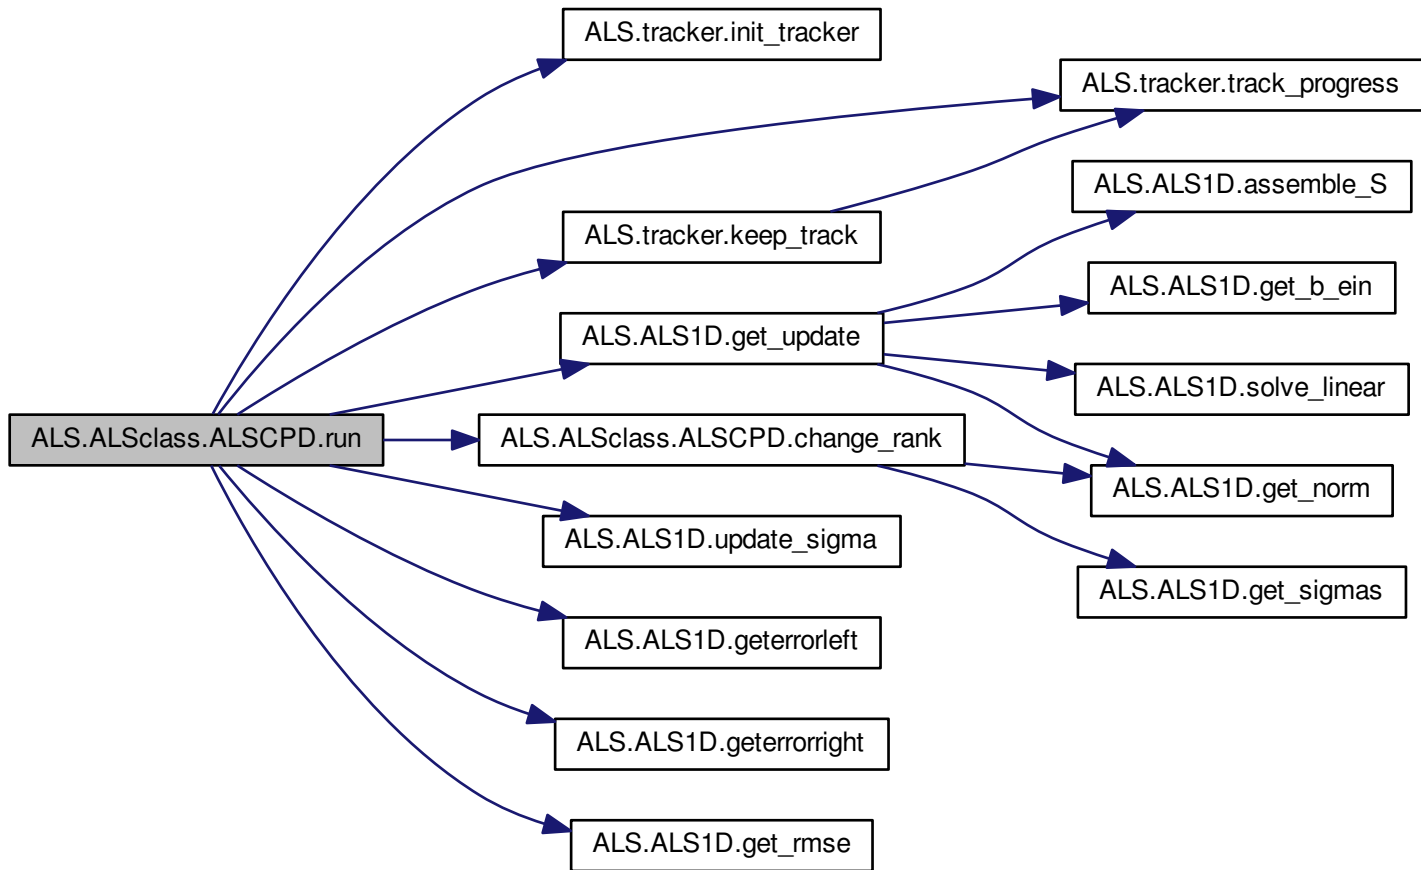 ALS.tracker.init_tracker
ALS.tracker.track_progress
ALS.ALS1D.assemble_S
ALS.tracker.keep_track
ALS.ALS1D.get_b_ein
ALS.ALS1D.get_update
ALS.ALS1D.solve_linear
ALS.ALSclass.ALSCPD.run
ALS.ALSclass.ALSCPD.change_rank
ALS.ALS1D.get_norm
ALS.ALS1D.update_sigma
ALS.ALS1D.get_sigmas
ALS.ALS1D.geterrorleft
ALS.ALS1D.geterrorright
ALS.ALS1D.get_rmse